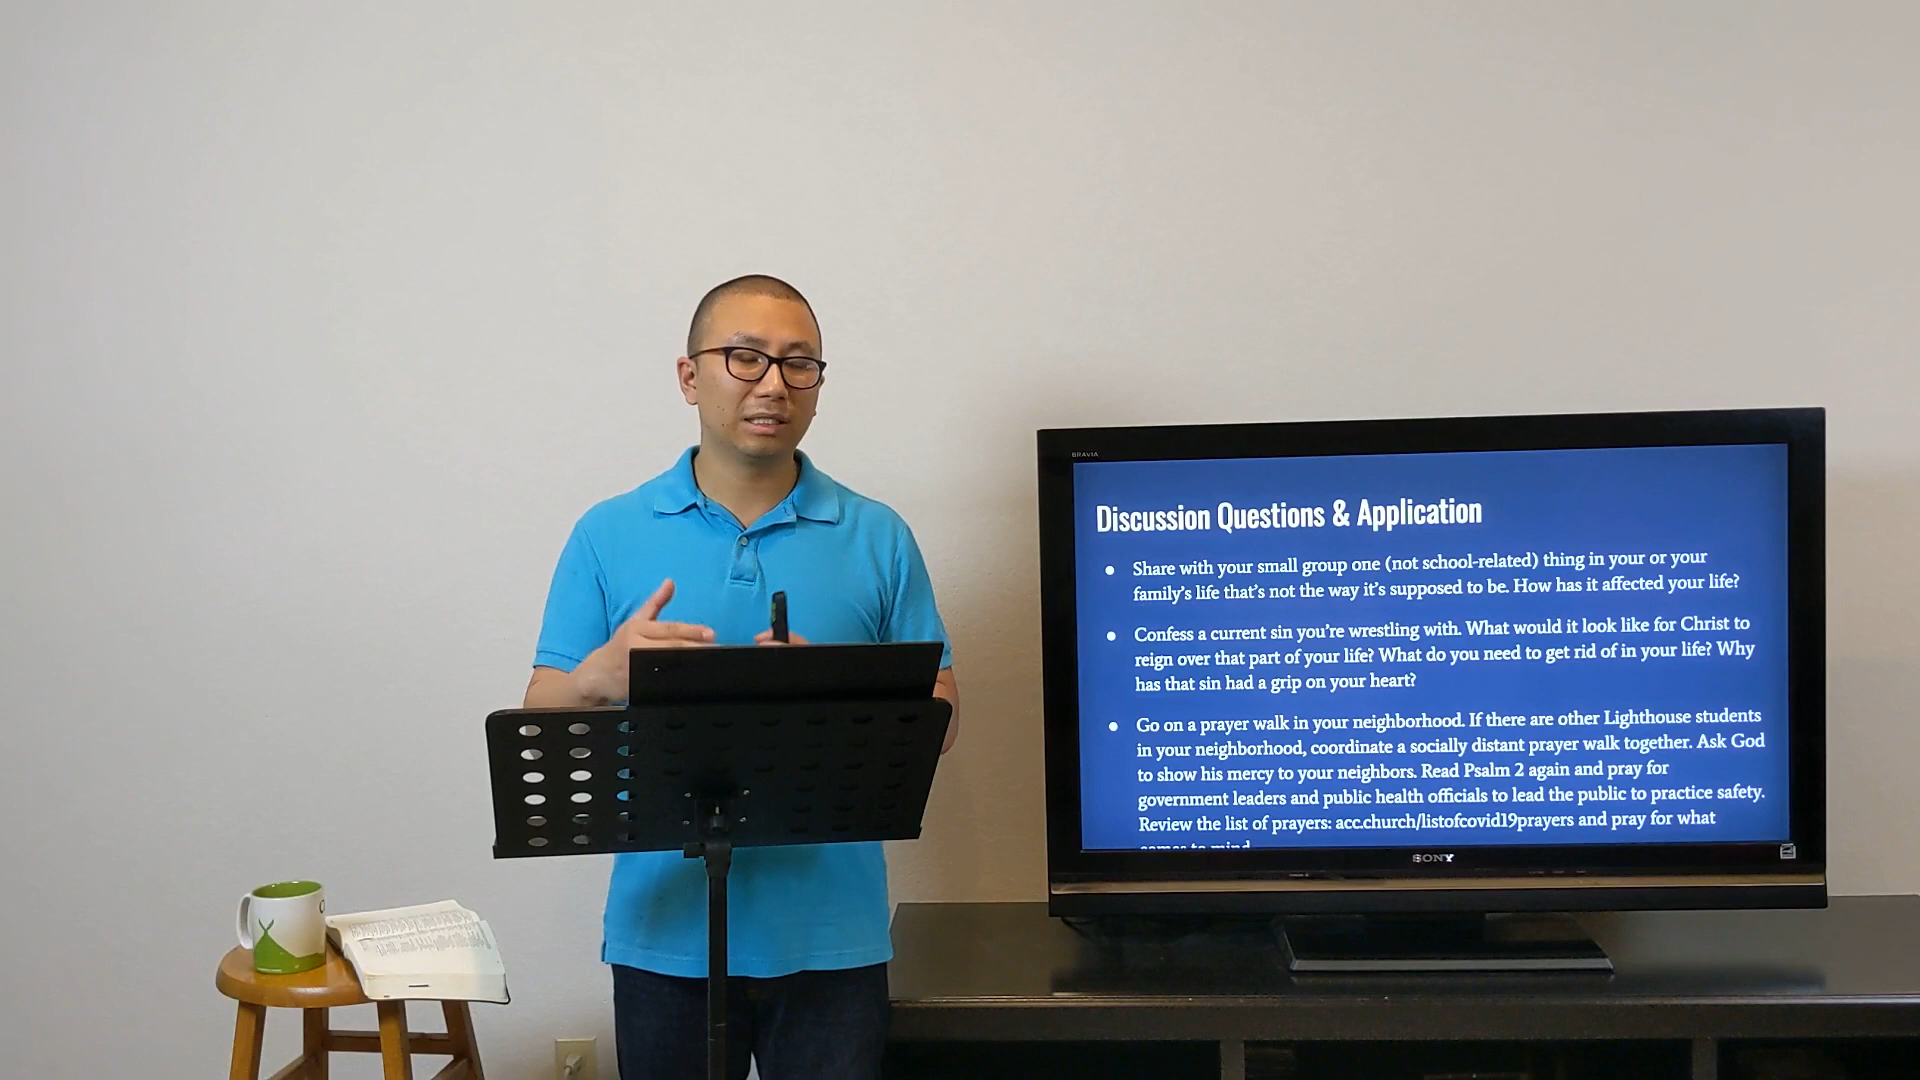 BRAVIA
Discussion Questions & Application
● Share with your small group one (not school-related) thing in your or your
family's life that's not the way it's supposed to be. How has it affected your life?
● Confess a current sin you're wrestling with. What would it look like for Christ to
reign over that part of your life? What do you need to get rid of in your life? Why
has that sin had a grip on your heart?
● Go on a prayer walk in your neighborhood. If there are other Lighthouse students
in your neighborhood, coordinate a socially distant prayer walk together. Ask God
to show his mercy to your neighbors. Read Psalm 2 again and pray for
government leaders and public health officials to lead the public to practice safety.
Review the list of prayers: acc.church/listofcovid19prayers and pray for what
comes to mind.
SONY